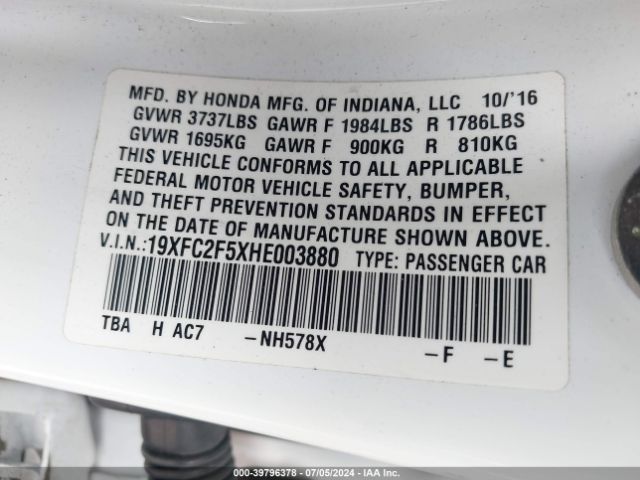 MFD. BY HONDA MFG. OF INDIANA, LLC 10/'16
GVWR 3737LBS GAWR F 1984LBS R 1786LBS
GVWR 1695KG GAWR F 900KG R 810KG
THIS VEHICLE CONFORMS TO ALL APPLICABLE
FEDERAL MOTOR VEHICLE SAFETY, BUMPER,
AND THEFT PREVENTION STANDARDS IN EFFECT
ON THE DATE OF MANUFACTURE SHOWN ABOVE.
V.I.N.:19XFC2F5XHE003880 TYPE: PASSENGER CAR
TBA H AC7 -NH578X -F -E
000-39796378 - 07/05/2024 - IAA Inc.